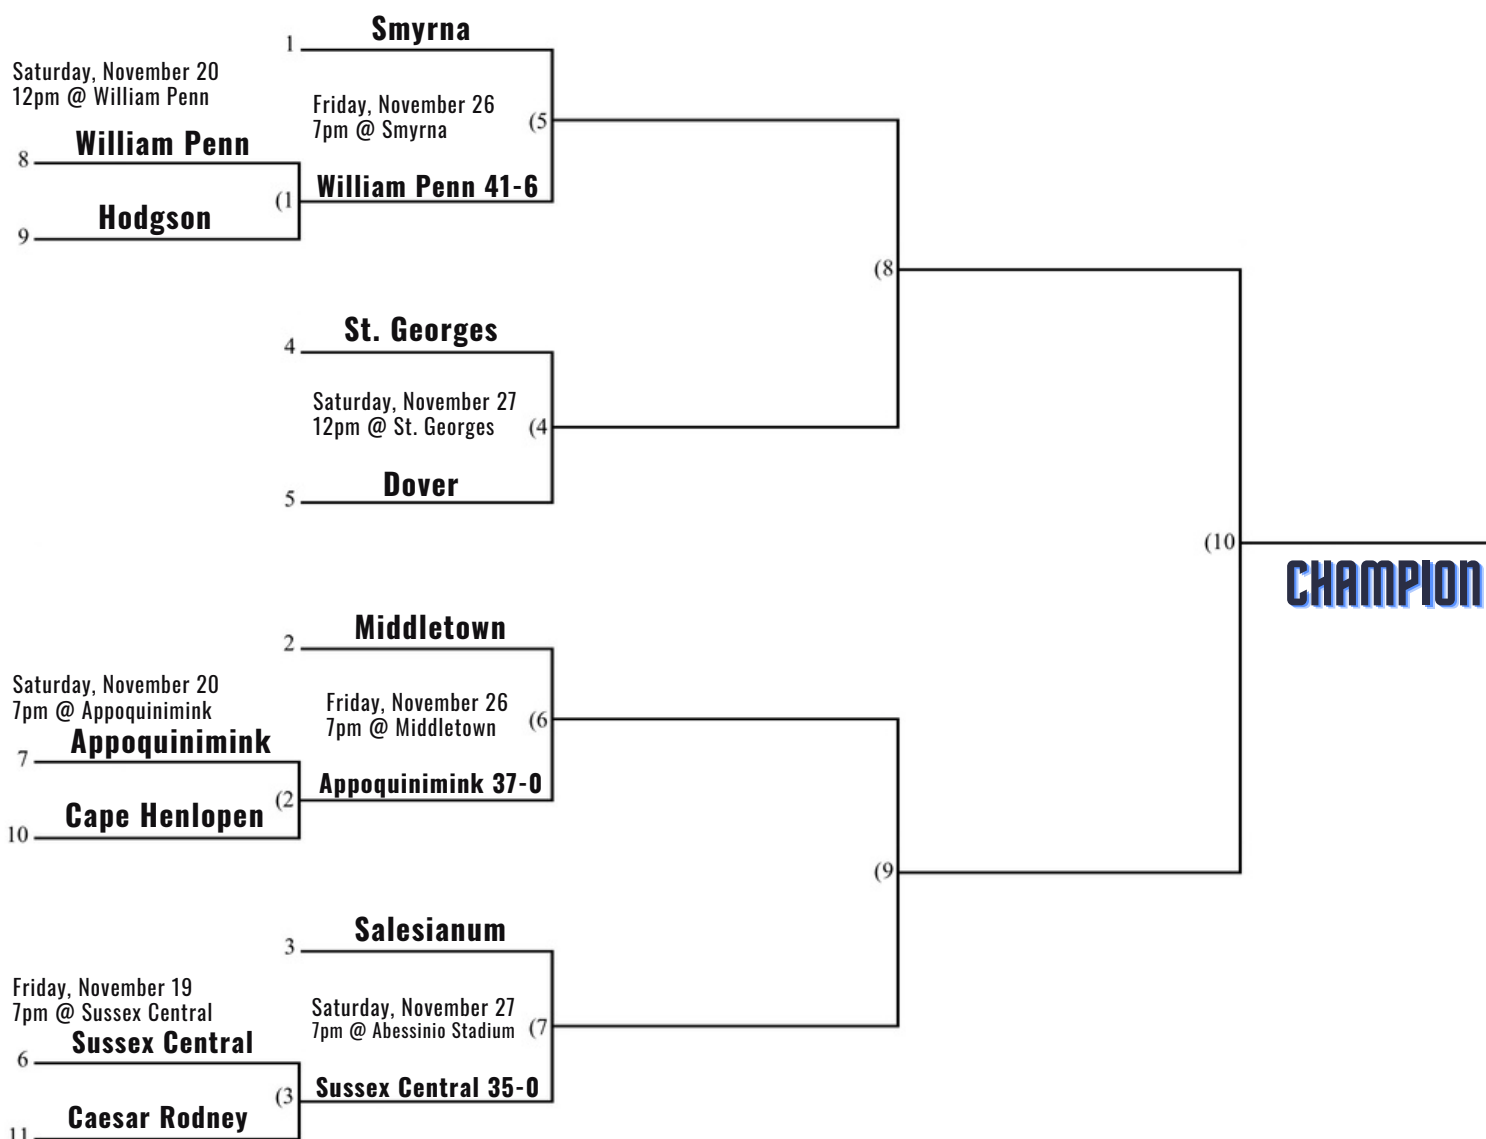 Smyrna
1
Saturday, November 20
12pm @ William Penn
Friday, November 26
7pm @ Smyrna
(5
William Penn
8
William Penn 41-6
(1
Hodgson
9
(8
St. Georges
4
Saturday, November 27
12pm @ St. Georges
(4
Dover
5
(10
CHAMPION
Middletown
2
Saturday, November 20
7pm @ Appoquinimink
Friday, November 26
7pm @ Middletown
(6
Appoquinimink
7
Appoquinimink 37-0
(2
Cape Henlopen
10
(9
Salesianum
3
Friday, November 19
7pm @ Sussex Central
Saturday, November 27
7pm @ Abessinio Stadium
(7
Sussex Central
6
Sussex Central 35-0
(3
Caesar Rodney
11